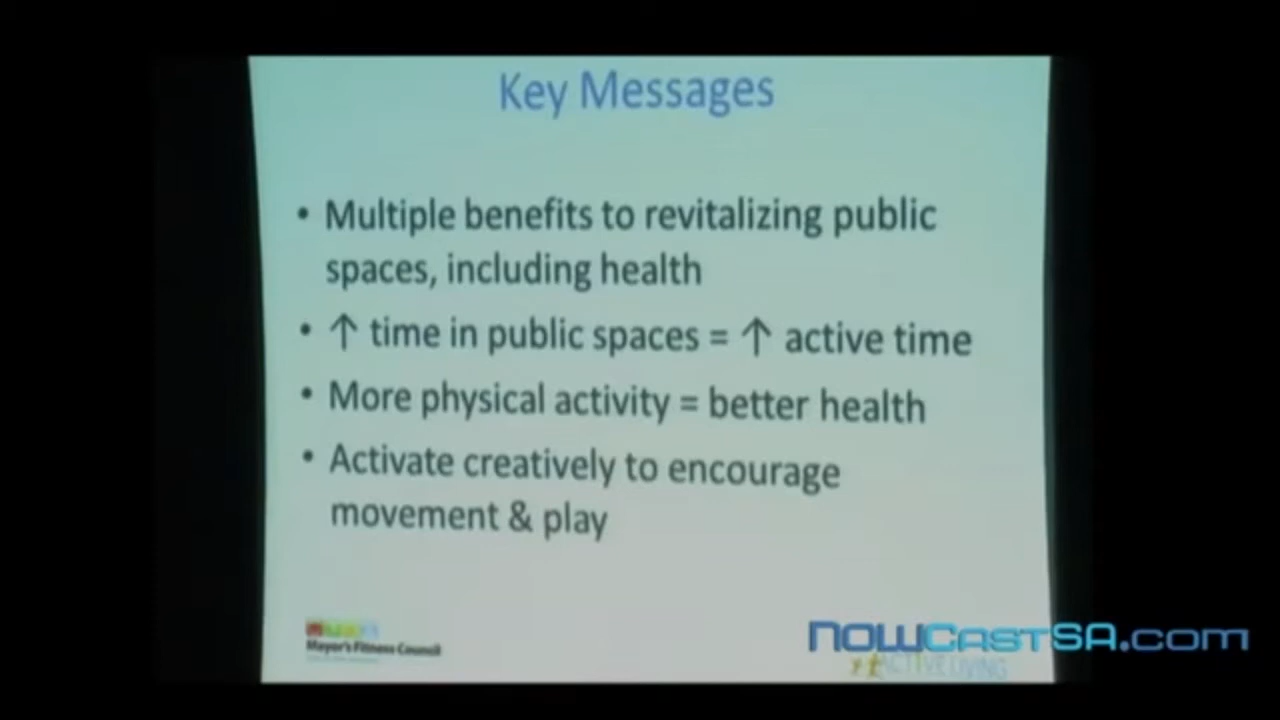 Key Messages
• Multiple benefits to revitalizing public
spaces, including health
• ↑ time in public spaces = ↑ active time
• More physical activity = better health
• Activate creatively to encourage
movement & play
Mayor's Fitness Council
NOWCastSA.com
ACTIVE LIVING